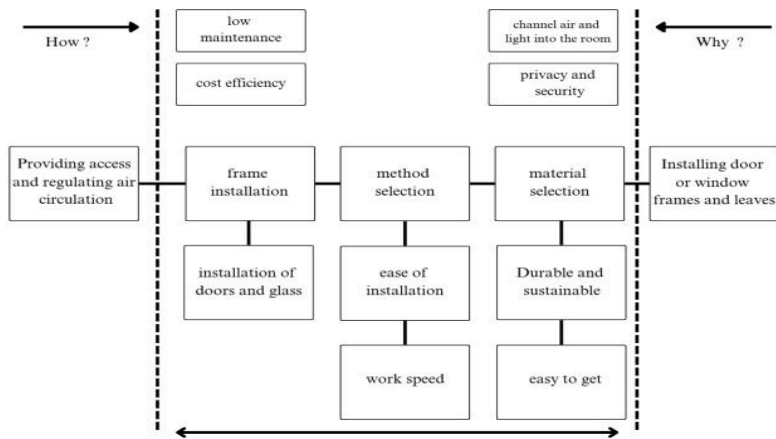 How ?
low
maintenance
channel air and
light into the room
Why ?
cost efficiency
privacy and
security
Providing access
and regulating air
circulation
frame
installation
method
selection
material
selection
Installing door
or window
frames and leaves
installation of
doors and glass
ease of
installation
Durable and
sustainable
work speed
easy to get